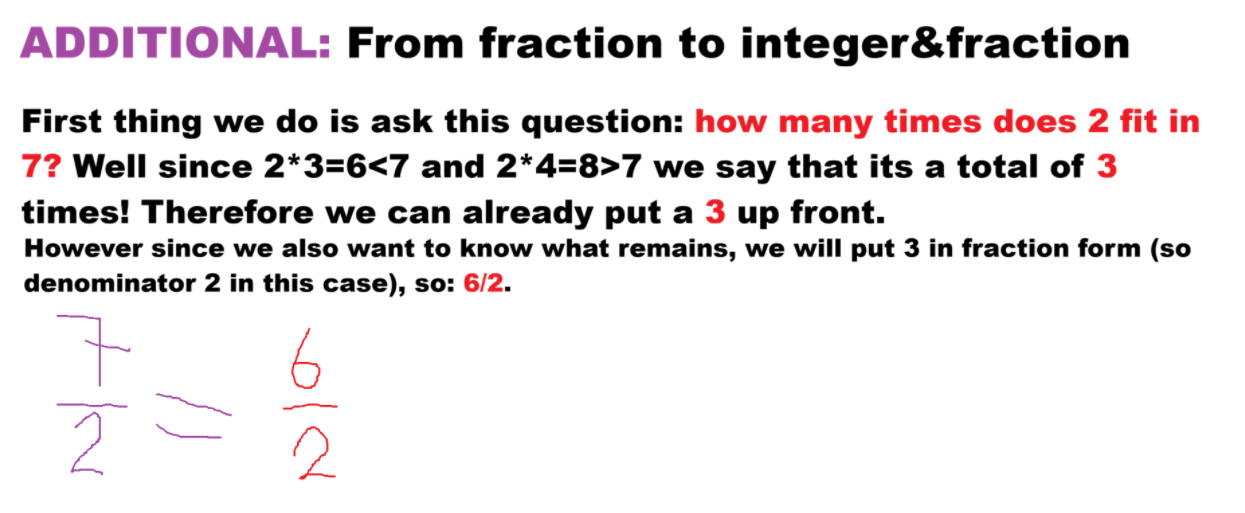 ADDITIONAL: From fraction to integer&fraction
First thing we do is ask this question: how many times does 2 fit in
7? Well since 2*3=6<7 and 2*4=8>7 we say that its a total of 3
times! Therefore we can already put a 3 up front.
However since we also want to know what remains, we will put 3 in fraction form (so
denominator 2 in this case), so: 6/2.
7/2 = 6/2